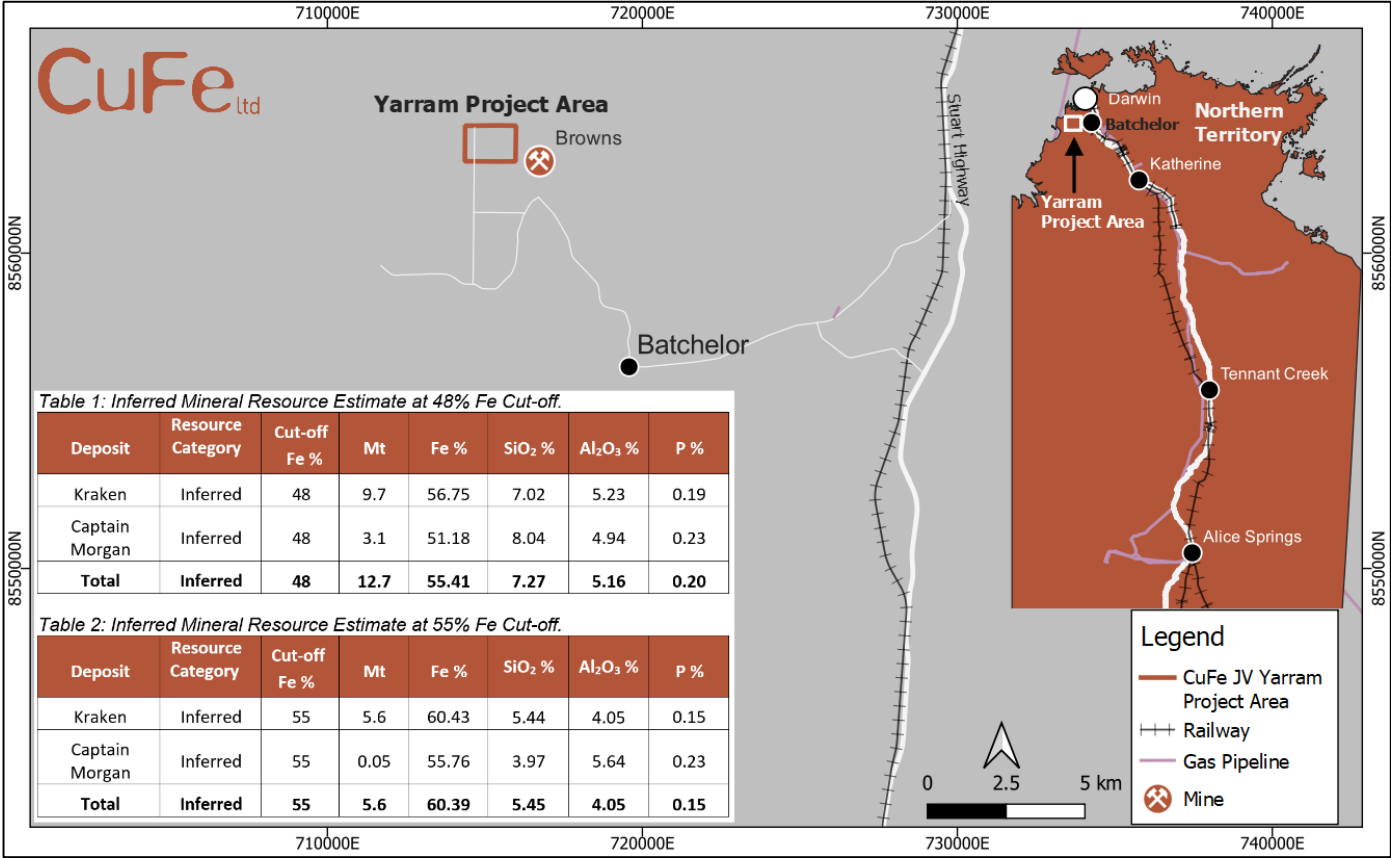 710000E 720000E 730000E 740000E
CuFe ltd
Yarram Project Area
Browns
Stuart Highway
Batchelor
Darwin
Batchelor
Northern
Territory
Katherine
Yarram
Project Area
Tennant Creek
Alice Springs
8560000N
8560000N
8550000N
8550000N
Table 1: Inferred Mineral Resource Estimate at 48% Fe Cut-off.
Deposit Resource Category Cut-off Fe % Mt Fe % SiO₂ % Al₂O₃ % P %
Kraken Inferred 48 9.7 56.75 7.02 5.23 0.19
Captain Morgan Inferred 48 3.1 51.18 8.04 4.94 0.23
Total Inferred 48 12.7 55.41 7.27 5.16 0.20
Table 2: Inferred Mineral Resource Estimate at 55% Fe Cut-off.
Deposit Resource Category Cut-off Fe % Mt Fe % SiO₂ % Al₂O₃ % P %
Kraken Inferred 55 5.6 60.43 5.44 4.05 0.15
Captain Morgan Inferred 55 0.05 55.76 3.97 5.64 0.23
Total Inferred 55 5.6 60.39 5.45 4.05 0.15
0 2.5 5 km
Legend
CuFe JV Yarram
Project Area
Railway
Gas Pipeline
Mine
710000E 720000E 730000E 740000E